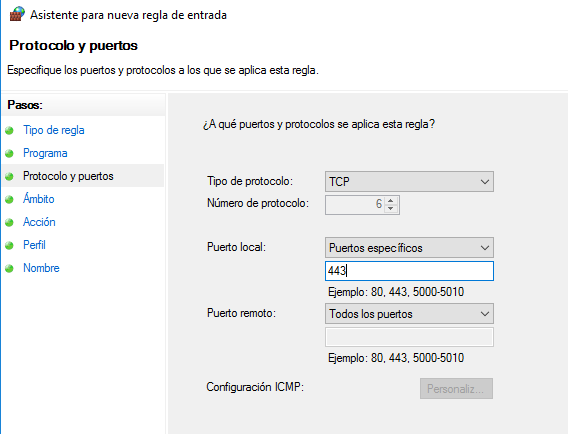 Asistente para nueva regla de entrada
Protocolo y puertos
Especifique los puertos y protocolos a los que se aplica esta regla.
Pasos:
Tipo de regla
Programa
Protocolo y puertos
Ámbito
Acción
Perfil
Nombre
¿A qué puertos y protocolos se aplica esta regla?
Tipo de protocolo: TCP
Número de protocolo: 6
Puerto local: Puertos específicos
443
Ejemplo: 80, 443, 5000-5010
Puerto remoto: Todos los puertos
Ejemplo: 80, 443, 5000-5010
Configuración ICMP: Personaliz...